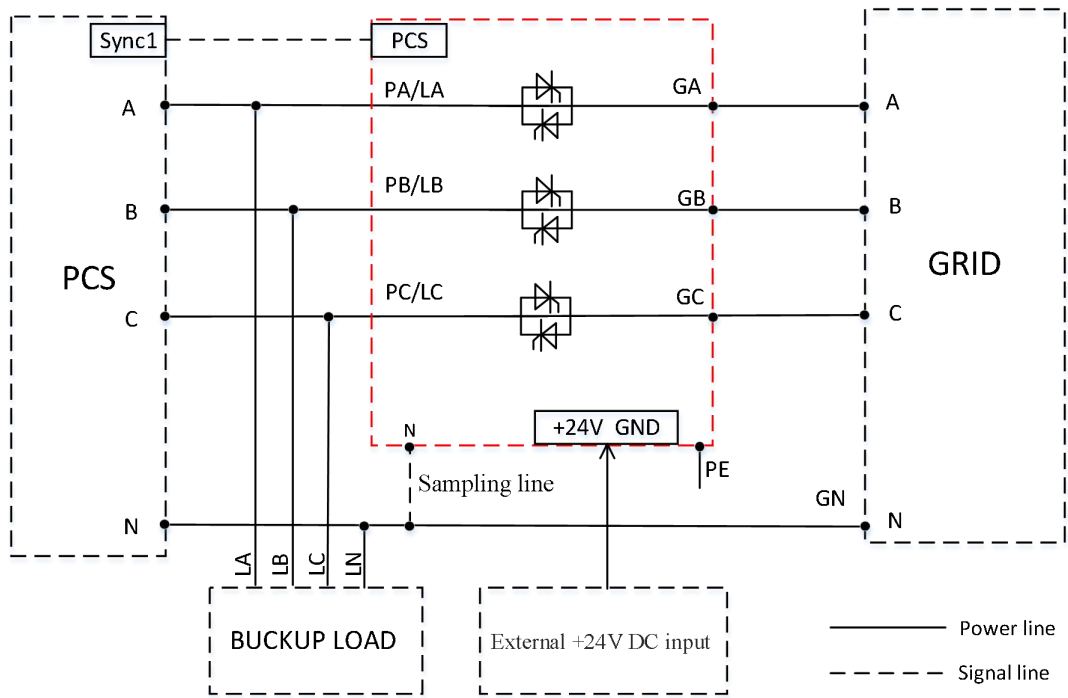 Sync1
PCS
PA/LA
GA
A
A
PB/LB
GB
B
B
PCS
GRID
PC/LC
GC
C
C
N
+24V GND
PE
Sampling line
GN
N
N
LA
LB
LC
LN
BUCKUP LOAD
External +24V DC input
Power line
Signal line